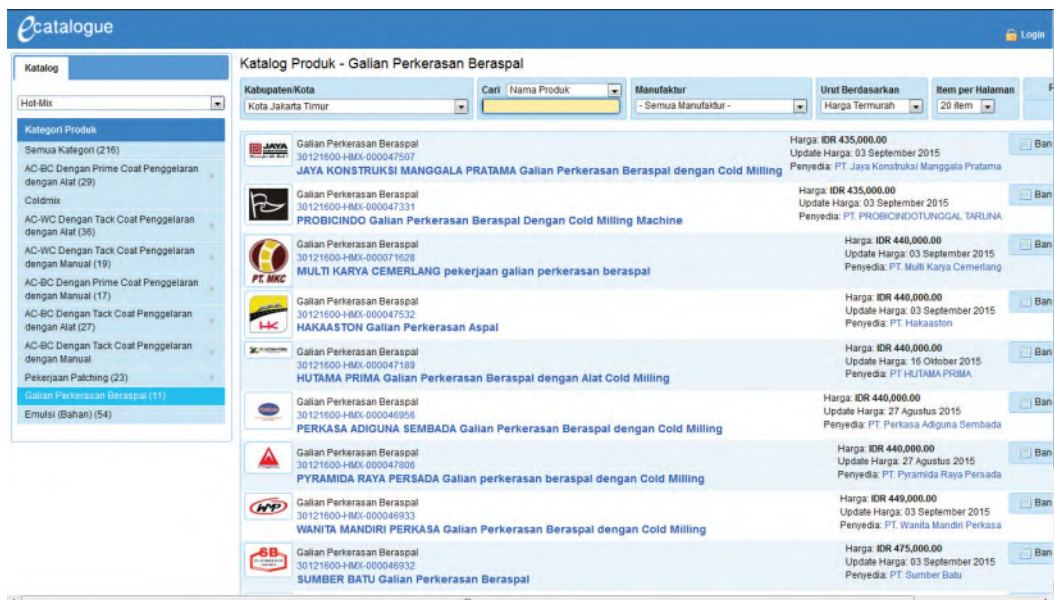 ecatalogue
Login
Katalog
Hot-Mix
Kategori Produk
Semua Kategori (216)
AC-BC Dengan Prime Coat Penggelaran
dengan Alat (29)
Coldmix
AC-WC Dengan Tack Coat Penggelaran
dengan Alat (36)
AC-WC Dengan Tack Coat Penggelaran
dengan Manual (19)
AC-BC Dengan Prime Coat Penggelaran
dengan Manual (17)
AC-BC Dengan Tack Coat Penggelaran
dengan Alat (27)
AC-BC Dengan Tack Coat Penggelaran
dengan Manual
Pekerjaan Patching (23)
Galian Perkerasan Beraspal (11)
Emulsi (Bahan) (54)
Katalog Produk - Galian Perkerasan Beraspal
Kabupaten/Kota
Kota Jakarta Timur
Cari Nama Produk
Manufaktur
- Semua Manufaktur -
Urut Berdasarkan
Harga Termurah
Item per Halaman
20 item
JAYA
Galian Perkerasan Beraspal
30121600-HMX-000047507
JAYA KONSTRUKSI MANGGALA PRATAMA Galian Perkerasan Beraspal dengan Cold Milling
Harga: IDR 435,000.00
Update Harga: 03 September 2015
Penyedia: PT. Jaya Konstruksi Manggala Pratama
Ban
Galian Perkerasan Beraspal
30121600-HMX-000047331
PROBICINDO Galian Perkerasan Beraspal Dengan Cold Milling Machine
Harga: IDR 435,000.00
Update Harga: 03 September 2015
Penyedia: PT. PROBICINDOTUNGGAL TARUNA
Ban
PT. MKC
Galian Perkerasan Beraspal
30121600-HMX-000071628
MULTI KARYA CEMERLANG pekerjaan galian perkerasan beraspal
Harga: IDR 440,000.00
Update Harga: 03 September 2015
Penyedia: PT. Multi Karya Cemerlang
Ban
HK
Galian Perkerasan Beraspal
30121600-HMX-000047532
HAKAASTON Galian Perkerasan Aspal
Harga: IDR 440,000.00
Update Harga: 03 September 2015
Penyedia: PT. Hakaaston
Ban
Galian Perkerasan Beraspal
30121600-HMX-000047189
HUTAMA PRIMA Galian Perkerasan Beraspal dengan Alat Cold Milling
Harga: IDR 440,000.00
Update Harga: 16 Oktober 2015
Penyedia: PT HUTAMA PRIMA
Ban
Galian Perkerasan Beraspal
30121600-HMX-000046956
PERKASA ADIGUNA SEMBADA Galian Perkerasan Beraspal dengan Cold Milling
Harga: IDR 440,000.00
Update Harga: 27 Agustus 2015
Penyedia: PT. Perkasa Adiguna Sembada
Ban
Galian Perkerasan Beraspal
30121600-HMX-000047806
PYRAMIDA RAYA PERSADA Galian perkerasan beraspal dengan Cold Milling
Harga: IDR 440,000.00
Update Harga: 27 Agustus 2015
Penyedia: PT. Pyramida Raya Persada
Ban
WMP
Galian Perkerasan Beraspal
30121600-HMX-000046933
WANITA MANDIRI PERKASA Galian Perkerasan Beraspal dengan Cold Milling
Harga: IDR 449,000.00
Update Harga: 03 September 2015
Penyedia: PT. Wanita Mandiri Perkasa
Ban
SB
Galian Perkerasan Beraspal
30121600-HMX-000046932
SUMBER BATU Galian Perkerasan Beraspal
Harga: IDR 475,000.00
Update Harga: 03 September 2015
Penyedia: PT. Sumber Batu
Ban